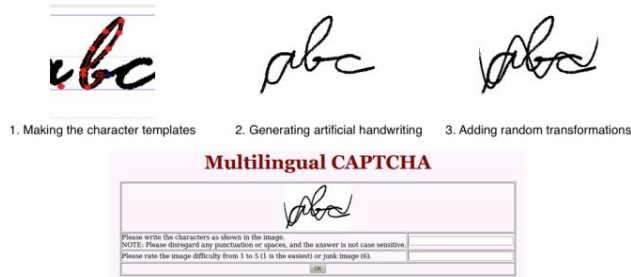 abc
abc
abc
1. Making the character templates
2. Generating artificial handwriting
3. Adding random transformations
Multilingual CAPTCHA
abc
Please write the characters as shown in the image.
NOTE: Please disregard any punctuation or spaces, and the answer is not case sensitive.
Please rate the image difficulty from 1 to 5 (1 is the easiest) or junk image (6).
OK